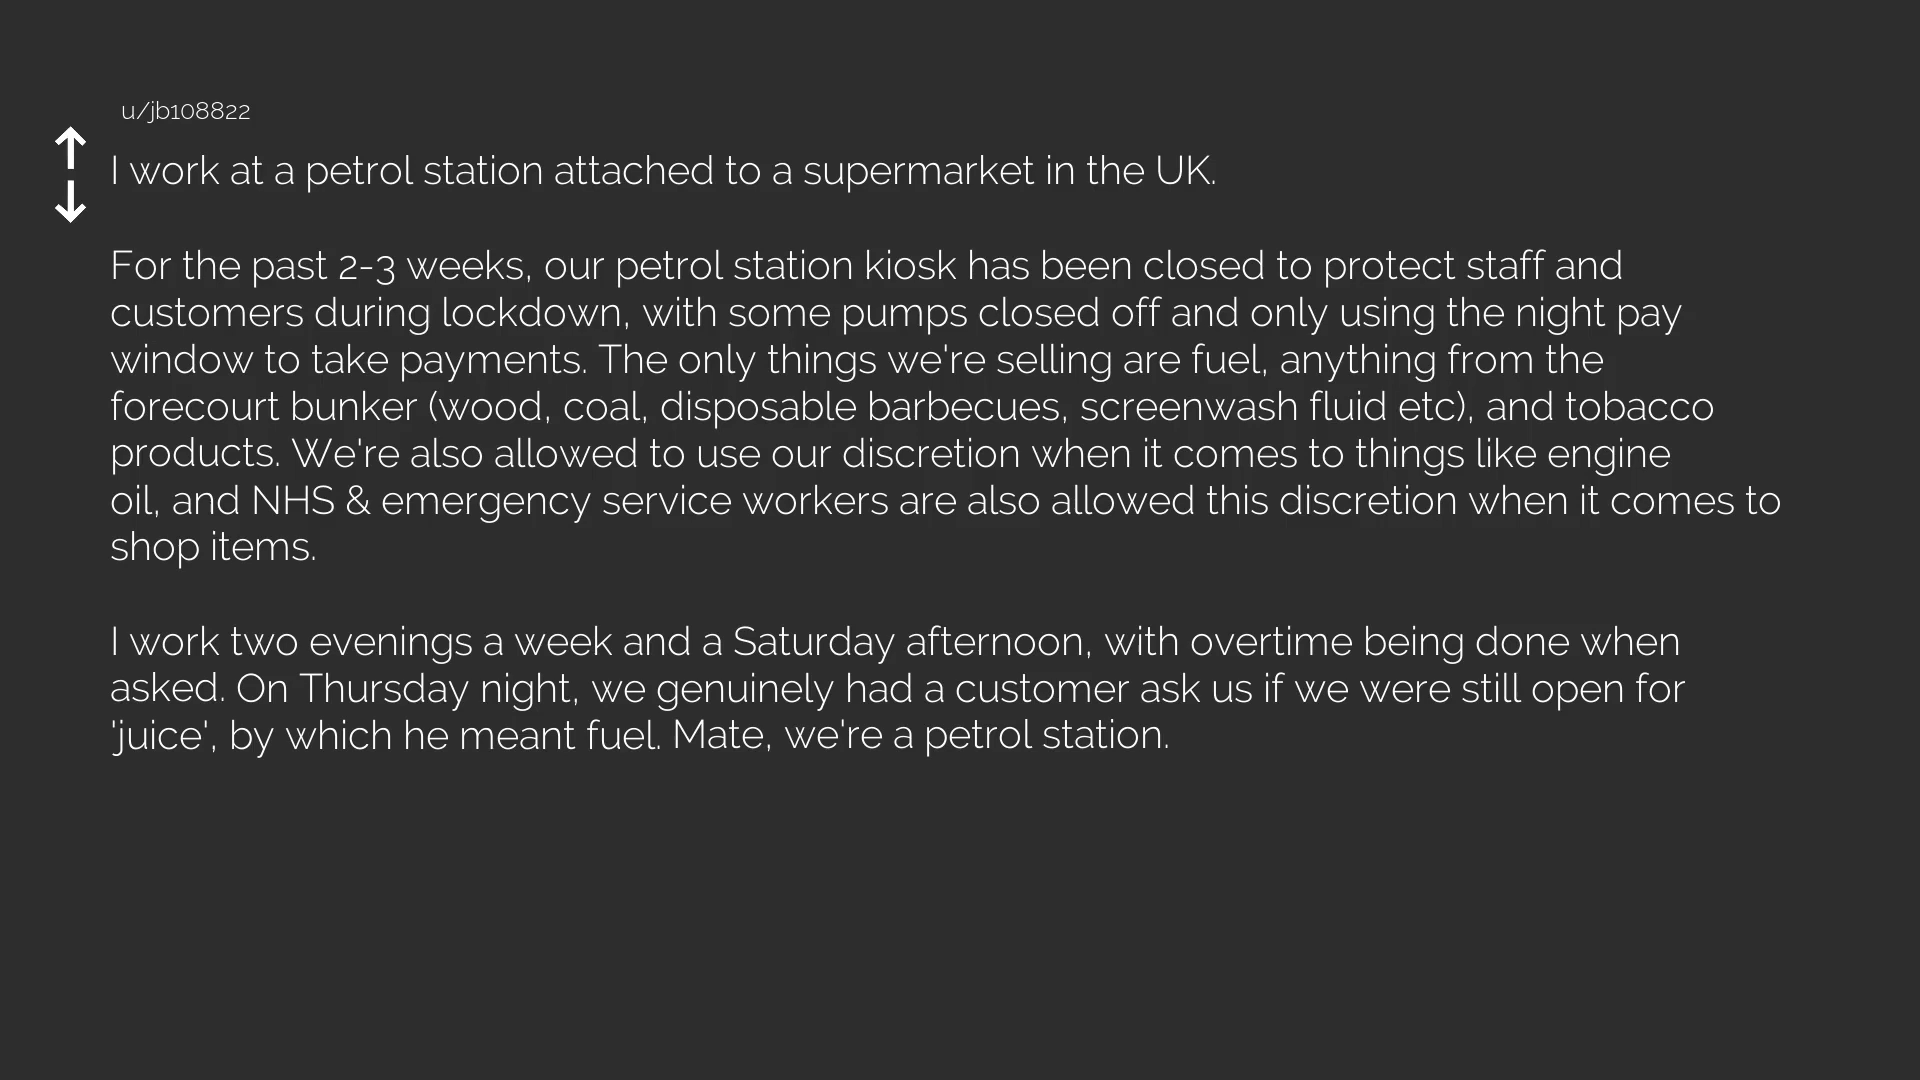 u/jb108822
I work at a petrol station attached to a supermarket in the UK.
For the past 2-3 weeks, our petrol station kiosk has been closed to protect staff and
customers during lockdown, with some pumps closed off and only using the night pay
window to take payments. The only things we're selling are fuel, anything from the
forecourt bunker (wood, coal, disposable barbecues, screenwash fluid etc), and tobacco
products. We're also allowed to use our discretion when it comes to things like engine
oil, and NHS & emergency service workers are also allowed this discretion when it comes to
shop items.
I work two evenings a week and a Saturday afternoon, with overtime being done when
asked. On Thursday night, we genuinely had a customer ask us if we were still open for
'juice', by which he meant fuel. Mate, we're a petrol station.